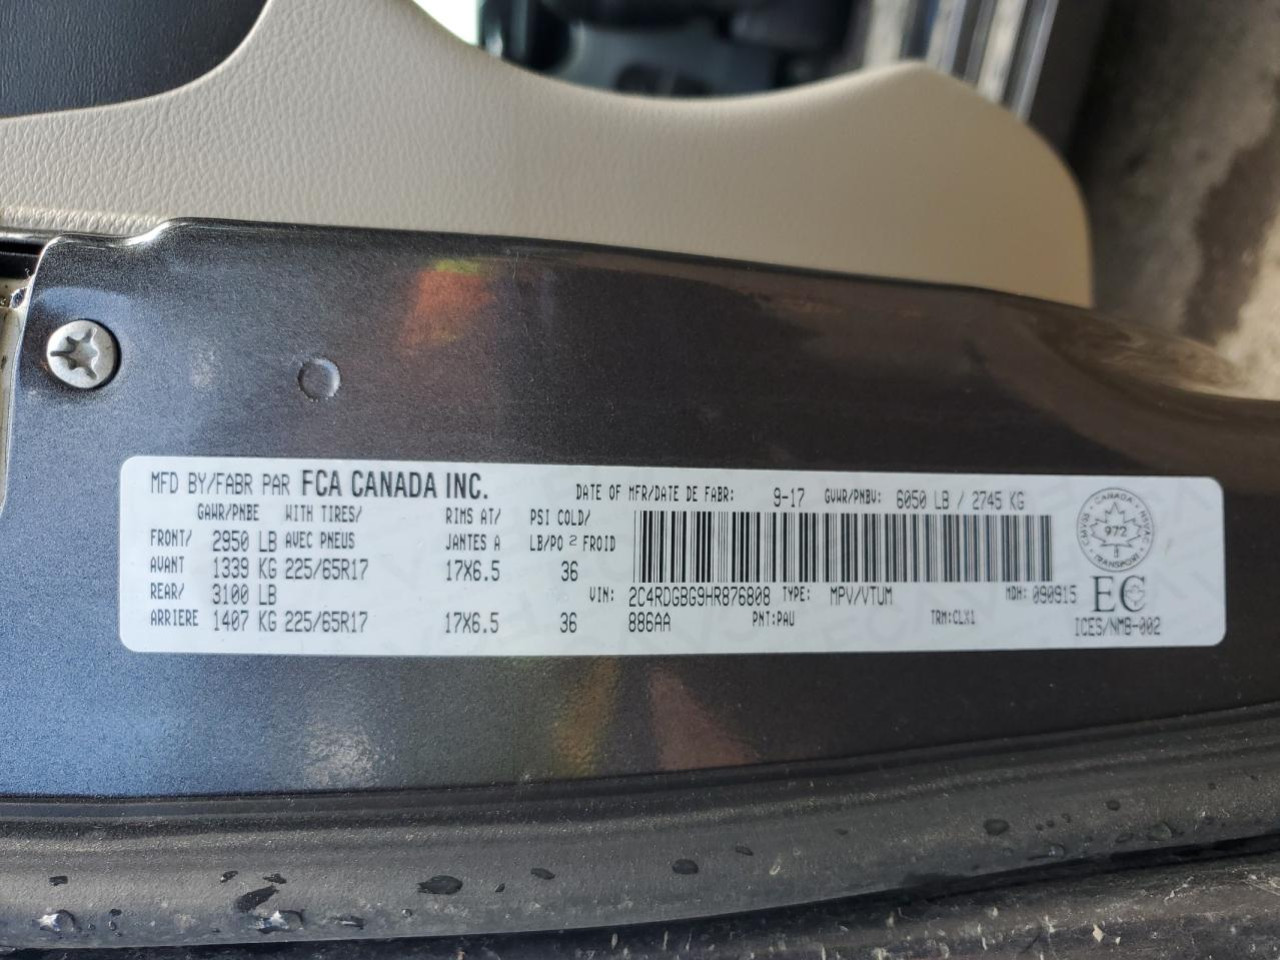 MFD BY/FABR PAR FCA CANADA INC. DATE OF MFR/DATE DE FABR: 9-17 GVWR/PNBV: 6050 LB / 2745 KG
GAWR/PNBE WITH TIRES/ RIMS AT/ PSI COLD/
FRONT/ 2950 LB AVEC PNEUS JANTES A LB/PO² FROID
AVANT 1339 KG 225/65R17 17X6.5 36
REAR/ 3100 LB VIN: 2C4RDGBG9HR876808 TYPE: MPV/VTUM MDH: 090915
ARRIERE 1407 KG 225/65R17 17X6.5 36 886AA PNT:PAU TRM:CLX1
CANADA
972
TRANSPORT
EC
ICES/NMB-002